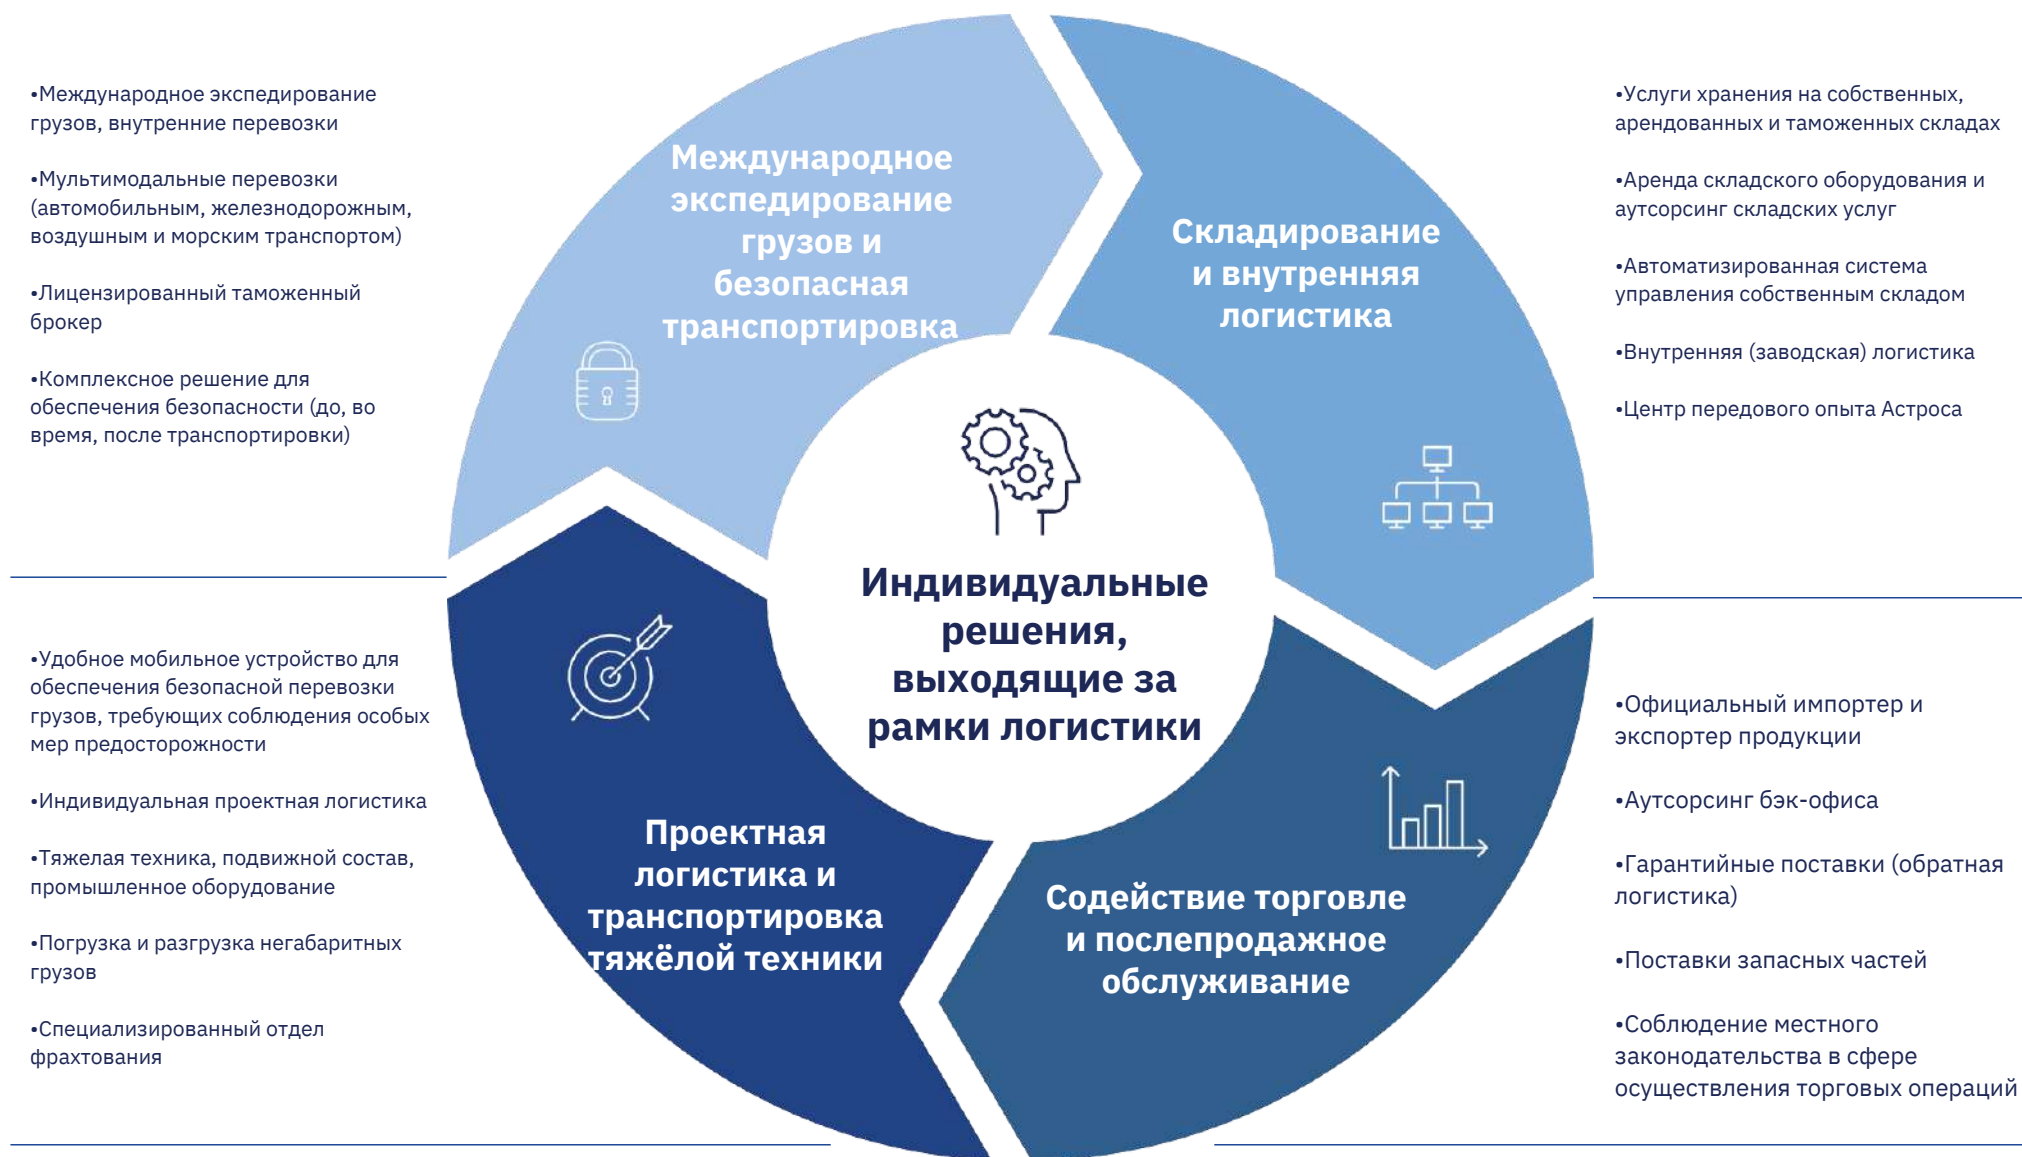 •Международное экспедирование
грузов, внутренние перевозки
•Мультимодальные перевозки
(автомобильным, железнодорожным,
воздушным и морским транспортом)
•Лицензированный таможенный
брокер
•Комплексное решение для
обеспечения безопасности (до, во
время, после транспортировки)
Международное
экспедирование
грузов и
безопасная
транспортировка
Складирование
и внутренняя
логистика
•Услуги хранения на собственных,
арендованных и таможенных складах
•Аренда складского оборудования и
аутсорсинг складских услуг
•Автоматизированная система
управления собственным складом
•Внутренняя (заводская) логистика
•Центр передового опыта Астроса
Индивидуальные
решения,
выходящие за
рамки логистики
•Удобное мобильное устройство для
обеспечения безопасной перевозки
грузов, требующих соблюдения особых
мер предосторожности
•Индивидуальная проектная логистика
•Тяжелая техника, подвижной состав,
промышленное оборудование
•Погрузка и разгрузка негабаритных
грузов
•Специализированный отдел
фрахтования
Проектная
логистика и
транспортировка
тяжёлой техники
Содействие торговле
и послепродажное
обслуживание
•Официальный импортер и
экспортер продукции
•Аутсорсинг бэк-офиса
•Гарантийные поставки (обратная
логистика)
•Поставки запасных частей
•Соблюдение местного
законодательства в сфере
осуществления торговых операций